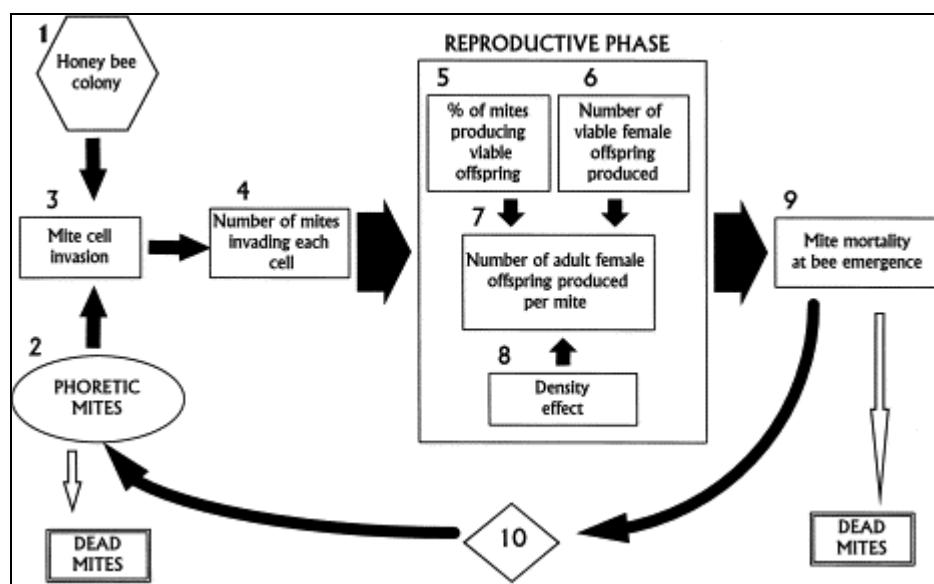 1
Honey bee
colony
REPRODUCTIVE PHASE
5
% of mites
producing
viable
offspring
6
Number of
viable female
offspring
produced
3
Mite cell
invasion
4
Number of mites
invading each
cell
7
Number of adult female
offspring produced
per mite
9
Mite mortality
at bee emergence
2
PHORETIC
MITES
8
Density
effect
10
DEAD
MITES
DEAD
MITES